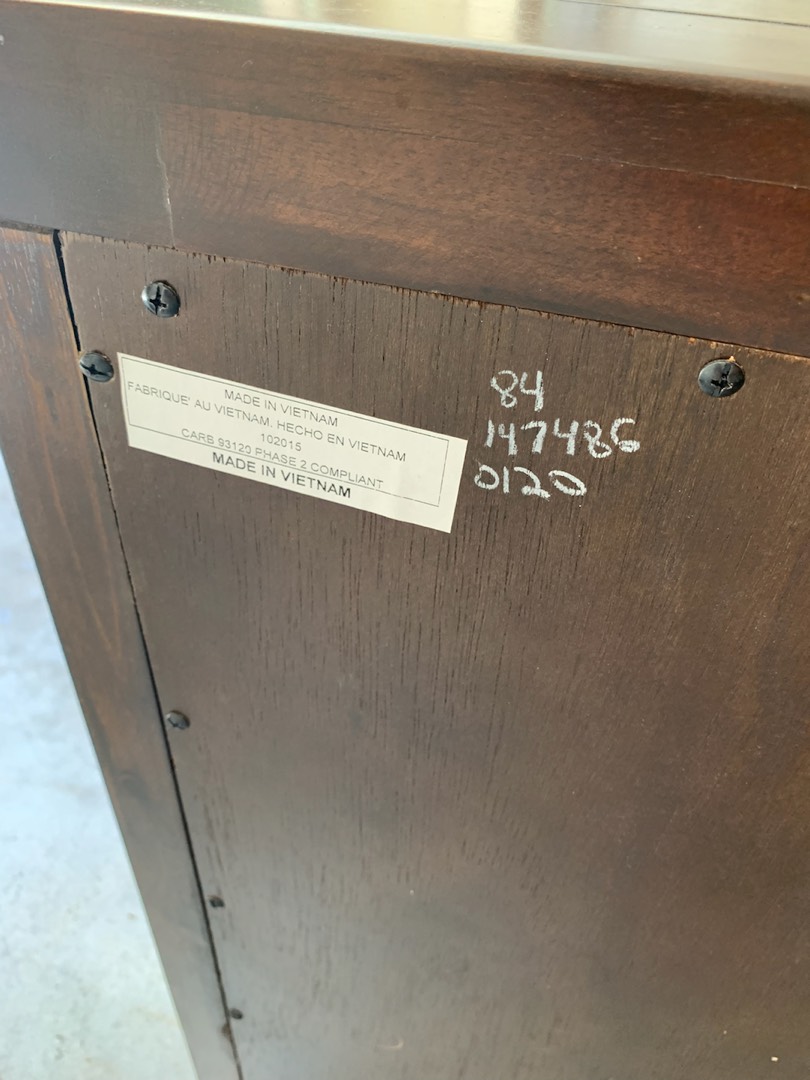 MADE IN VIETNAM
FABRIQUE' AU VIETNAM. HECHO EN VIETNAM
102015
CARB 93120 PHASE 2 COMPLIANT
MADE IN VIETNAM
84
147486
0120